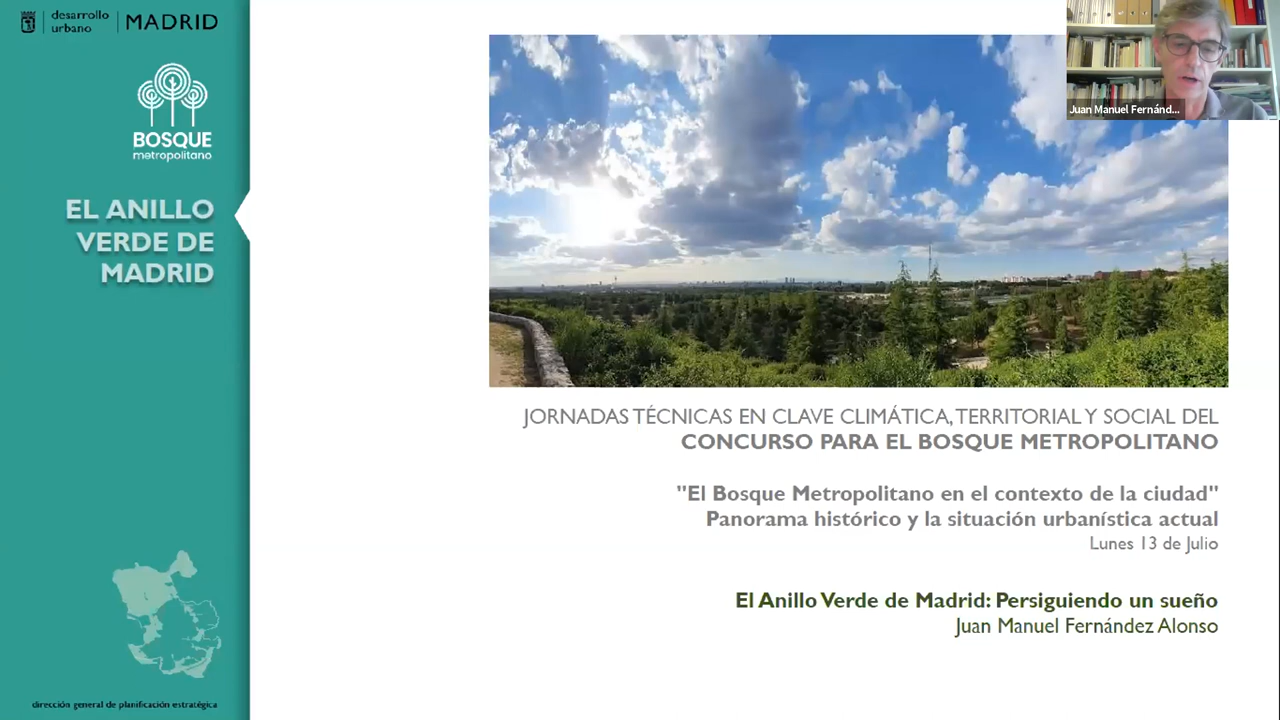 desarrollo
urbano
MADRID
BOSQUE
metropolitano
EL ANILLO
VERDE DE
MADRID
dirección general de planificación estratégica
Juan Manuel Fernánd...
JORNADAS TÉCNICAS EN CLAVE CLIMÁTICA, TERRITORIAL Y SOCIAL DEL
CONCURSO PARA EL BOSQUE METROPOLITANO
"El Bosque Metropolitano en el contexto de la ciudad"
Panorama histórico y la situación urbanística actual
Lunes 13 de Julio
El Anillo Verde de Madrid: Persiguiendo un sueño
Juan Manuel Fernández Alonso